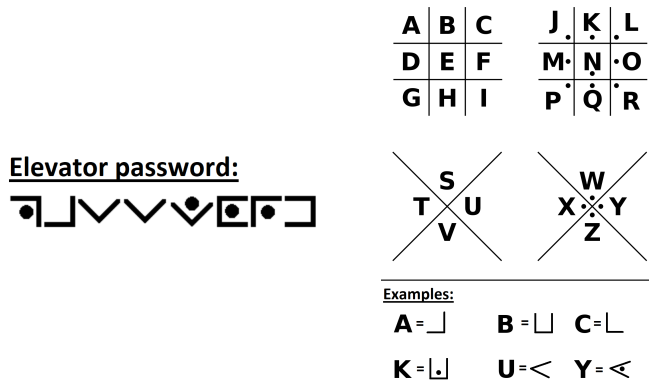 A B C
D E F
G H I
J K L
M N O
P Q R
Elevator password:
S
T U
V
W
X Y
Z
Examples:
A = B = C =
K = U = Y =